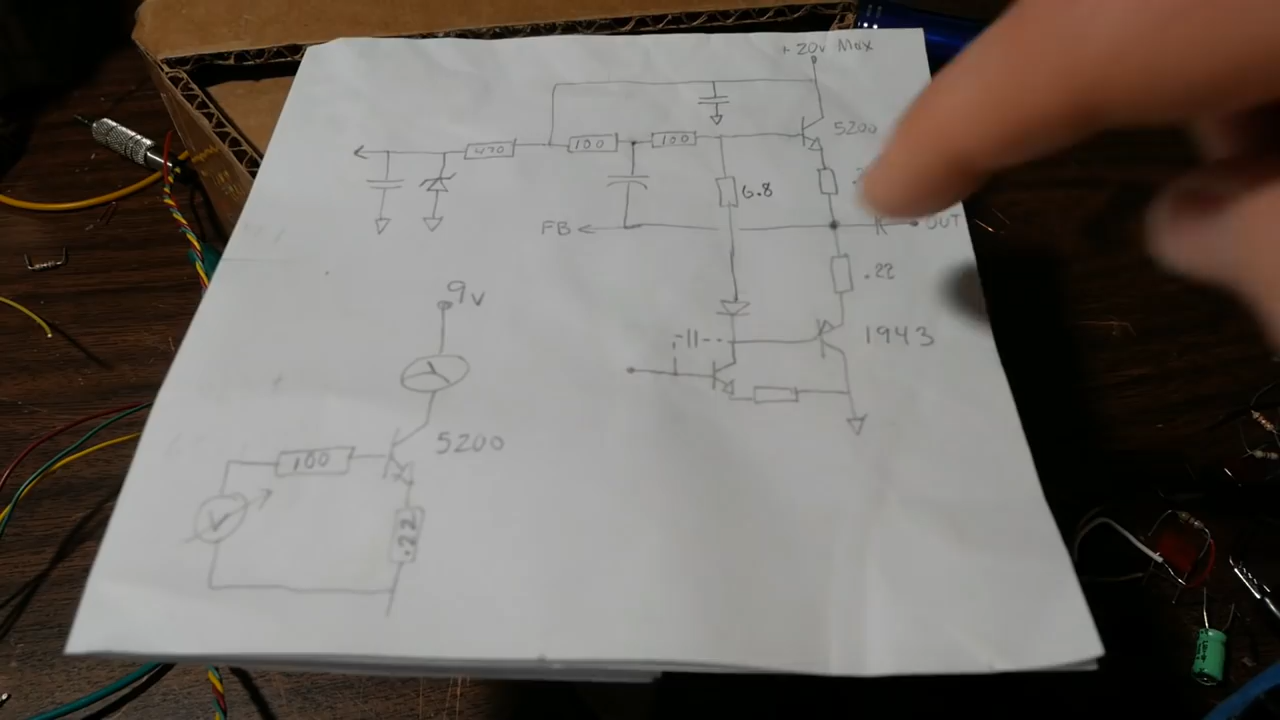 + 20v Max
5200
470
100
100
6.8
FB
OUT
.22
1943
9v
5200
100
V
.22